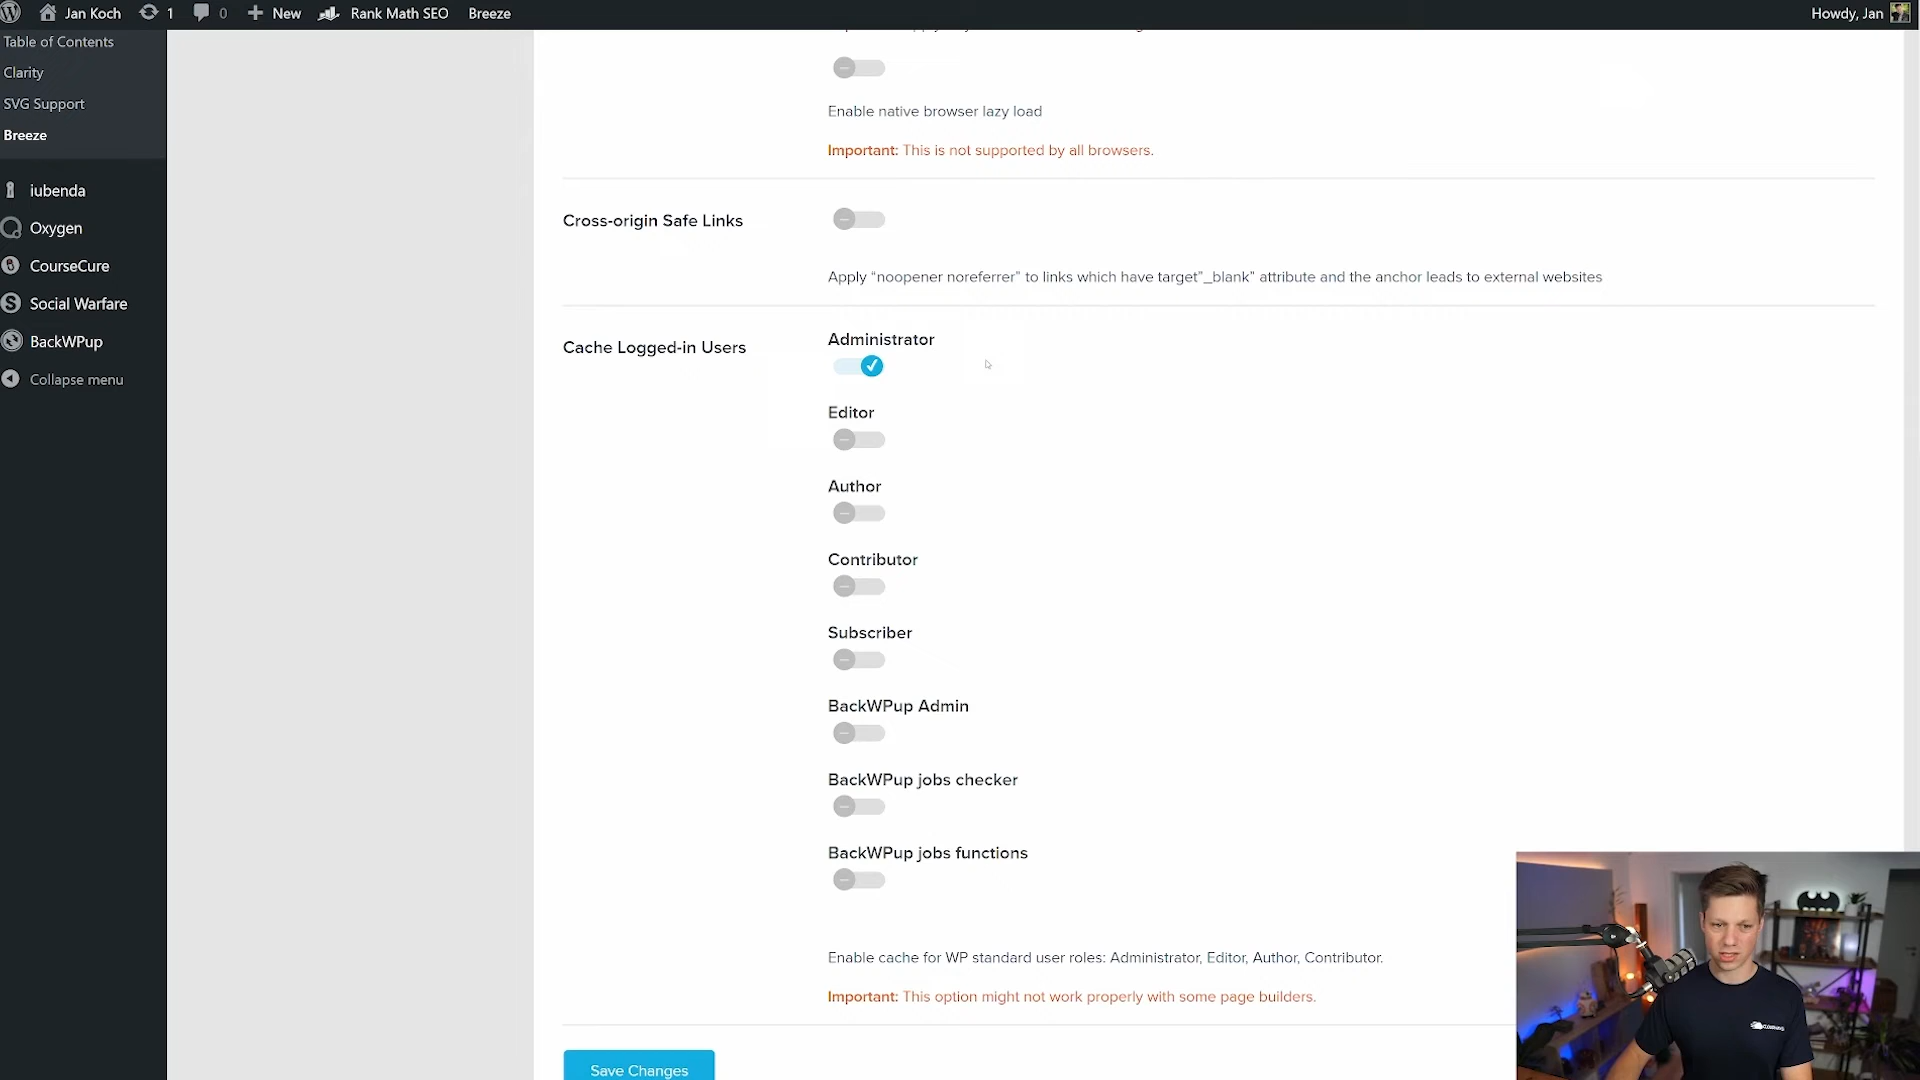 Jan Koch
1
0
New
Rank Math SEO
Breeze
Howdy, Jan
Table of Contents
Clarity
SVG Support
Breeze
iubenda
Oxygen
CourseCure
Social Warfare
BackWPup
Collapse menu
Enable native browser lazy load
Important: This is not supported by all browsers.
Cross-origin Safe Links
Apply “noopener noreferrer” to links which have target”_blank” attribute and the anchor leads to external websites
Cache Logged-in Users
Administrator
Editor
Author
Contributor
Subscriber
BackWPup Admin
BackWPup jobs checker
BackWPup jobs functions
Enable cache for WP standard user roles: Administrator, Editor, Author, Contributor.
Important: This option might not work properly with some page builders.
Save Changes